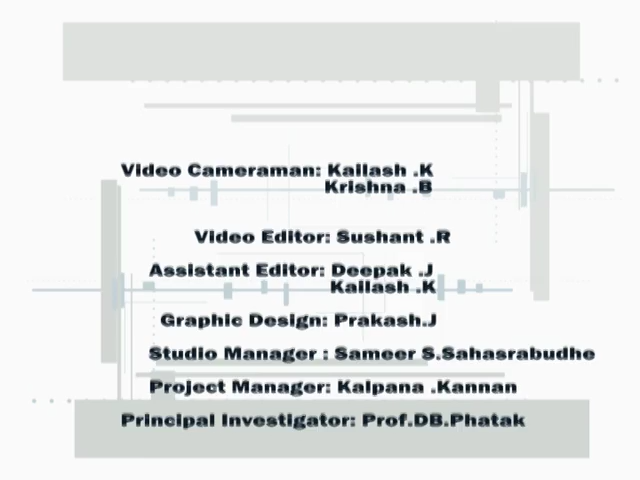 Video Cameraman: Kailash .K
Krishna .B
Video Editor: Sushant .R
Assistant Editor: Deepak .J
Kailash .K
Graphic Design: Prakash.J
Studio Manager : Sameer S.Sahasrabudhe
Project Manager: Kalpana .Kannan
Principal Investigator: Prof.DB.Phatak